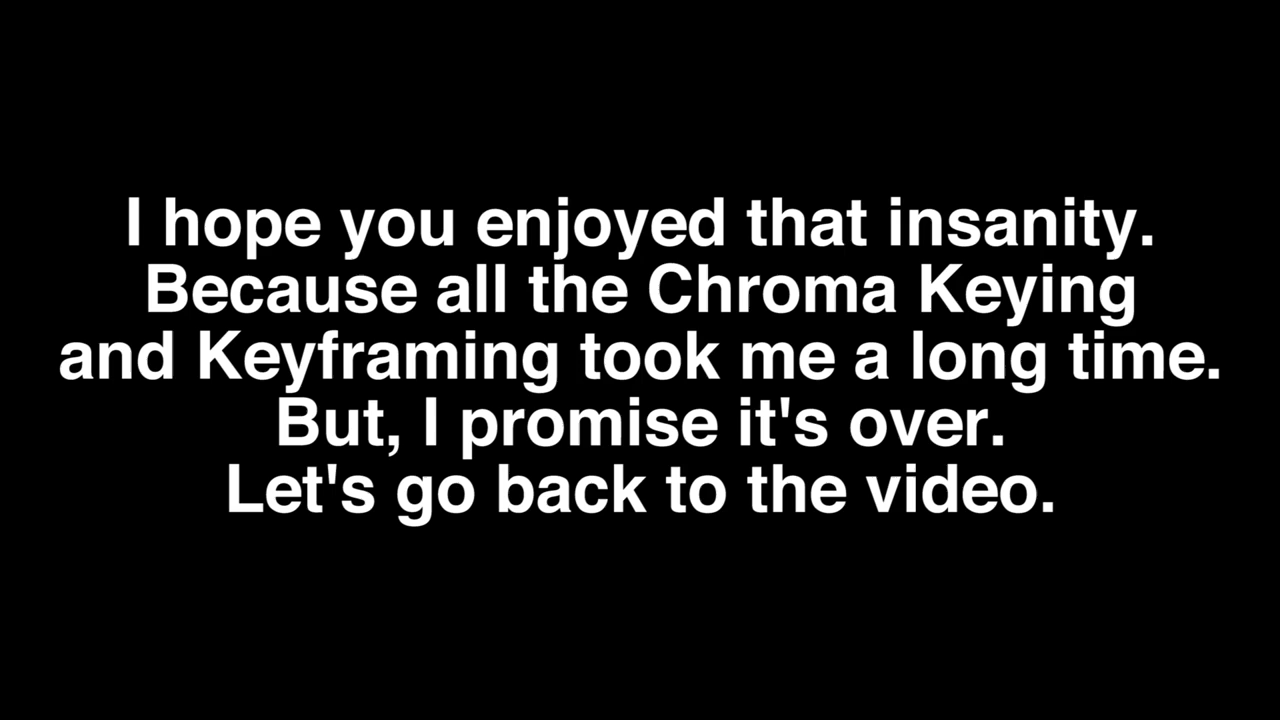 I hope you enjoyed that insanity.
Because all the Chroma Keying
and Keyframing took me a long time.
But, I promise it's over.
Let's go back to the video.